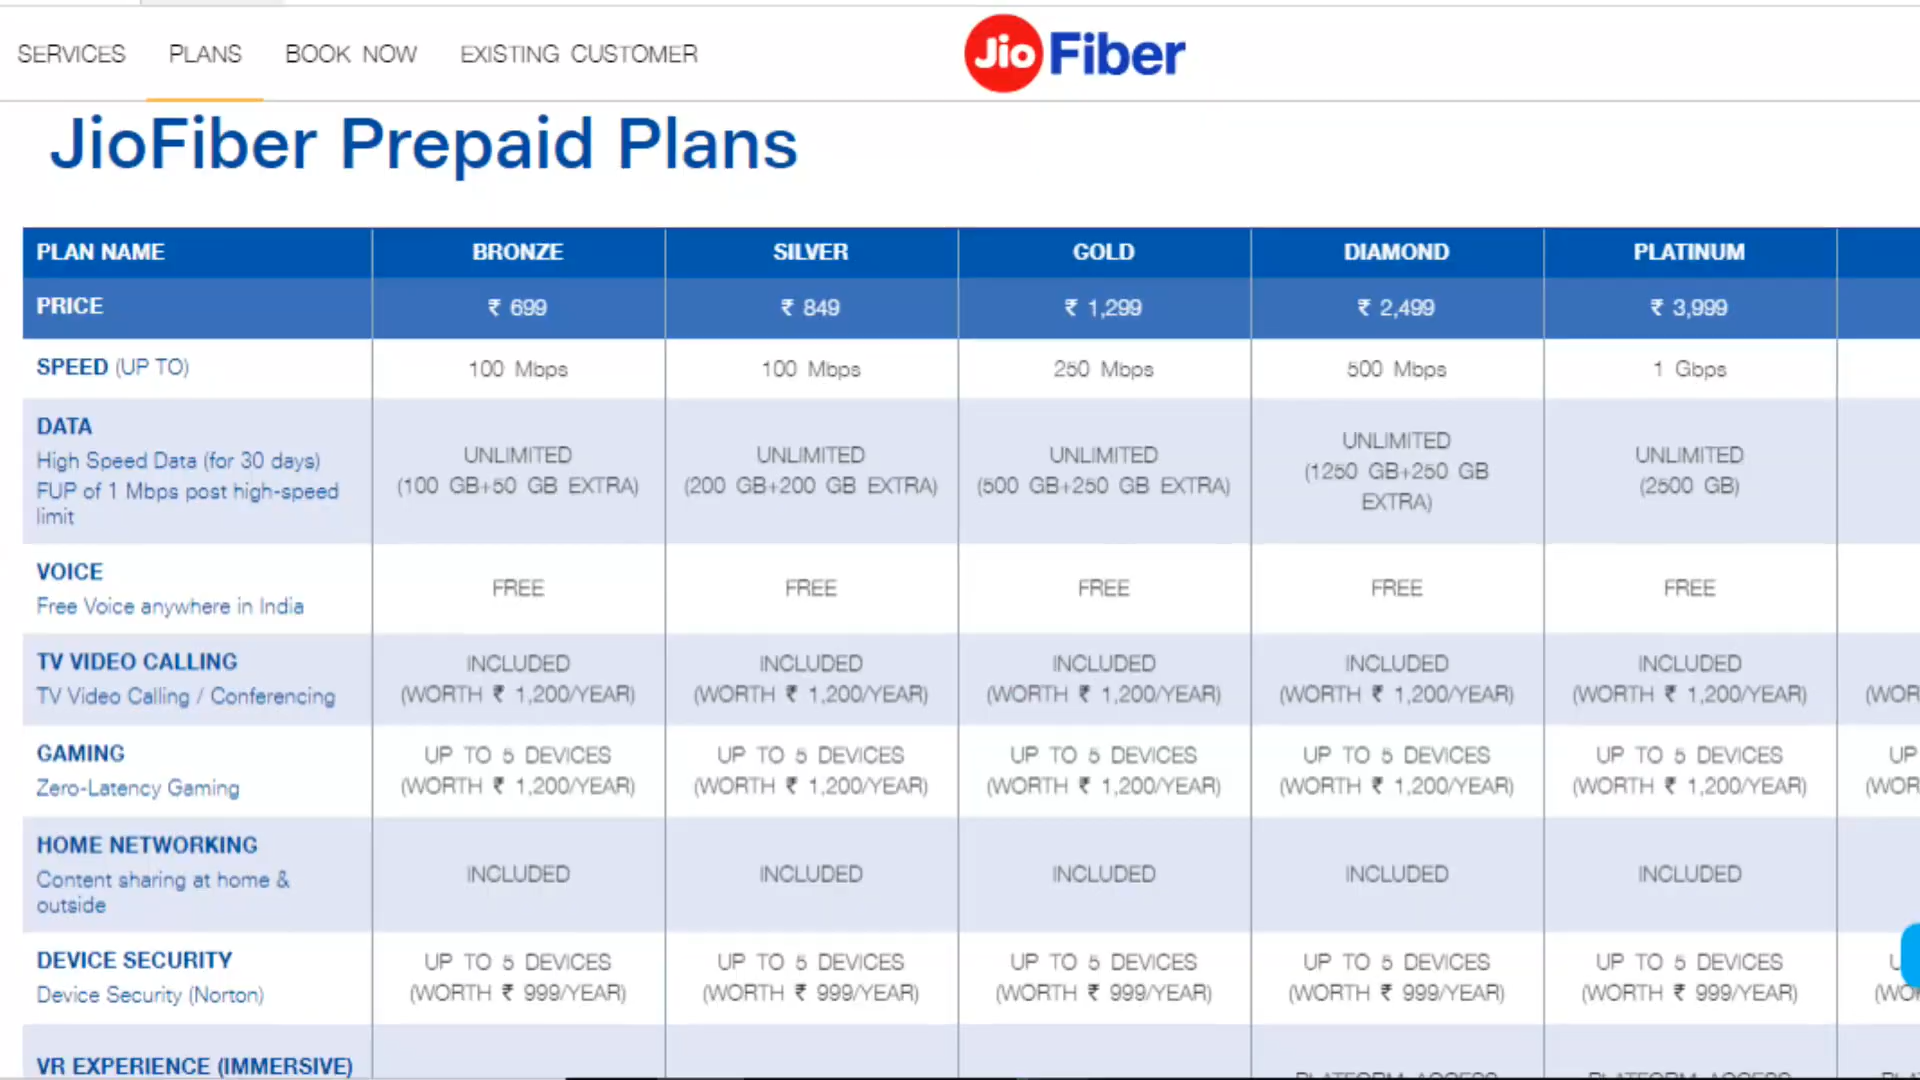 SERVICES PLANS BOOK NOW EXISTING CUSTOMER Jio Fiber
JioFiber Prepaid Plans
PLAN NAME BRONZE SILVER GOLD DIAMOND PLATINUM
PRICE ₹ 699 ₹ 849 ₹ 1,299 ₹ 2,499 ₹ 3,999
SPEED (UP TO) 100 Mbps 100 Mbps 250 Mbps 500 Mbps 1 Gbps
DATA
High Speed Data (for 30 days)
FUP of 1 Mbps post high-speed
limit
UNLIMITED
(100 GB+50 GB EXTRA)
UNLIMITED
(200 GB+200 GB EXTRA)
UNLIMITED
(500 GB+250 GB EXTRA)
UNLIMITED
(1250 GB+250 GB
EXTRA)
UNLIMITED
(2500 GB)
VOICE
Free Voice anywhere in India
FREE FREE FREE FREE FREE
TV VIDEO CALLING
TV Video Calling / Conferencing
INCLUDED INCLUDED INCLUDED INCLUDED INCLUDED
(WORTH ₹ 1,200/YEAR) (WORTH ₹ 1,200/YEAR) (WORTH ₹ 1,200/YEAR) (WORTH ₹ 1,200/YEAR) (WORTH ₹ 1,200/YEAR) (WOR
GAMING
Zero-Latency Gaming
UP TO 5 DEVICES UP TO 5 DEVICES UP TO 5 DEVICES UP TO 5 DEVICES UP TO 5 DEVICES UP
(WORTH ₹ 1,200/YEAR) (WORTH ₹ 1,200/YEAR) (WORTH ₹ 1,200/YEAR) (WORTH ₹ 1,200/YEAR) (WORTH ₹ 1,200/YEAR) (WOR
HOME NETWORKING
Content sharing at home &
outside
INCLUDED INCLUDED INCLUDED INCLUDED INCLUDED
DEVICE SECURITY
Device Security (Norton)
UP TO 5 DEVICES UP TO 5 DEVICES UP TO 5 DEVICES UP TO 5 DEVICES UP TO 5 DEVICES
(WORTH ₹ 999/YEAR) (WORTH ₹ 999/YEAR) (WORTH ₹ 999/YEAR) (WORTH ₹ 999/YEAR) (WORTH ₹ 999/YEAR)
VR EXPERIENCE (IMMERSIVE) PLATFORM ACCESS PLATFORM ACCESS